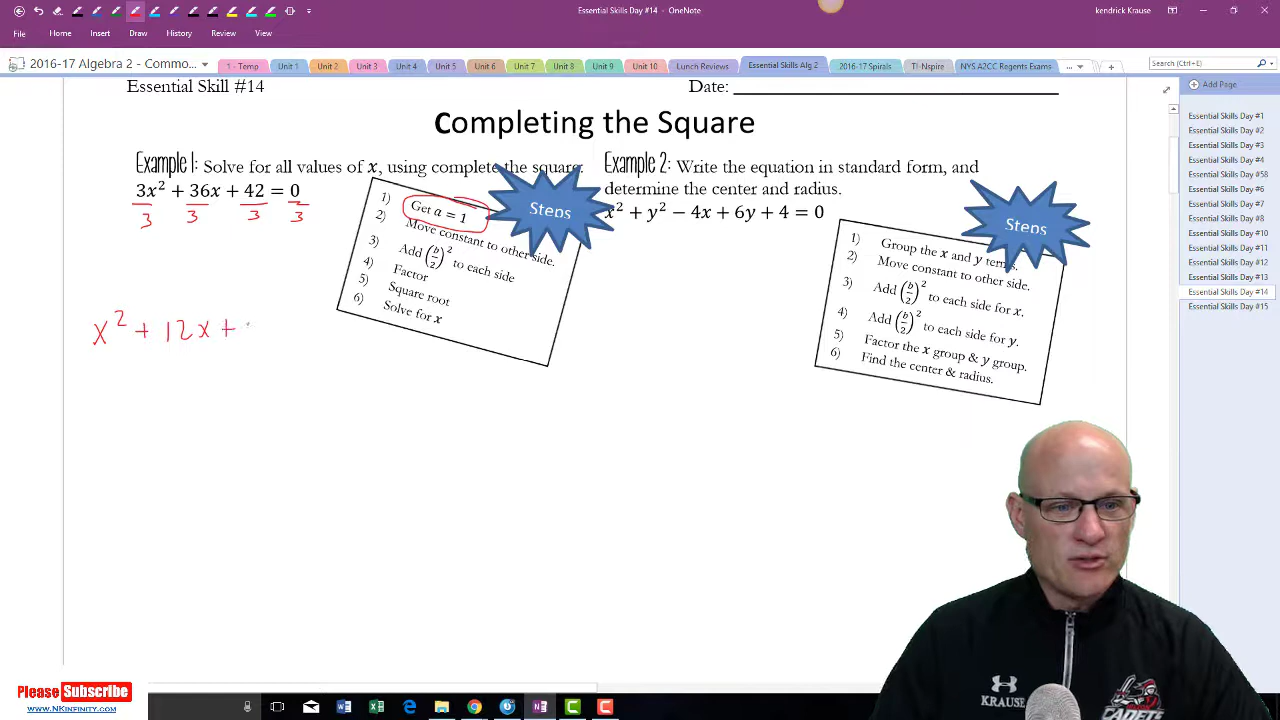 Essential Skills Day #14 - OneNote
kendrick Krause
File Home Insert Draw History Review View
2016-17 Algebra 2 - Commo...
1 - Temp Unit 1 Unit 2 Unit 3 Unit 4 Unit 5 Unit 6 Unit 7 Unit 8 Unit 9 Unit 10 Lunch Reviews Essential Skills Alg 2 2016-17 Spirals TI-Nspire NYS A2CC Regents Exams ...
Search (Ctrl+E)
Add Page
Essential Skills Day #1
Essential Skills Day #2
Essential Skills Day #3
Essential Skills Day #4
Essential Skills Day #58
Essential Skills Day #6
Essential Skills Day #7
Essential Skills Day #8
Essential Skills Day #9
Essential Skills Day #10
Essential Skills Day #11
Essential Skills Day #12
Essential Skills Day #13
Essential Skills Day #14
Essential Skills Day #15
Essential Skill #14 Date:
Completing the Square
Example 1: Solve for all values of x, using complete the square.
3x² + 36x + 42 = 0
3 3 3 3
Steps
1) Get a = 1
2) Move constant to other side.
3) Add (b/2)² to each side
4) Factor
5) Square root
6) Solve for x
x² + 12x +
Example 2: Write the equation in standard form, and
determine the center and radius.
x² + y² − 4x + 6y + 4 = 0
Steps
1) Group the x and y terms.
2) Move constant to other side.
3) Add (b/2)² to each side for x.
4) Add (b/2)² to each side for y.
5) Factor the x group & y group.
6) Find the center & radius.
KRAUSE
CADETS
Please Subscribe
www.NKinfinity.com